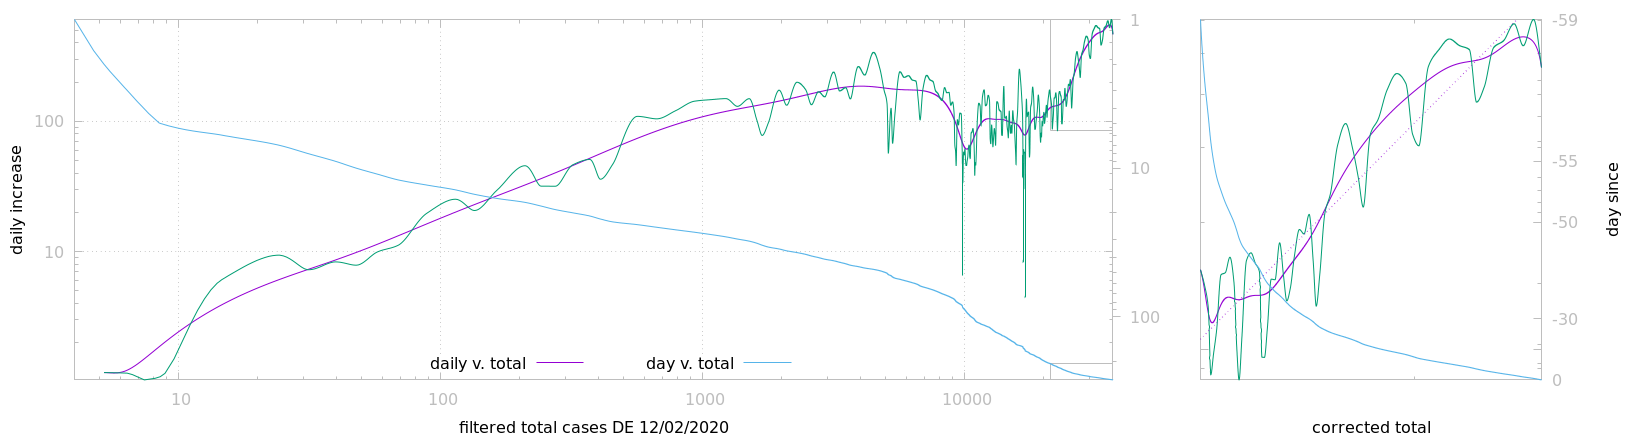 daily increase
100
10
1
10
100
daily v. total
day v. total
10
100
1000
10000
filtered total cases DE 12/02/2020
-59
-55
-50
-30
0
day since
corrected total